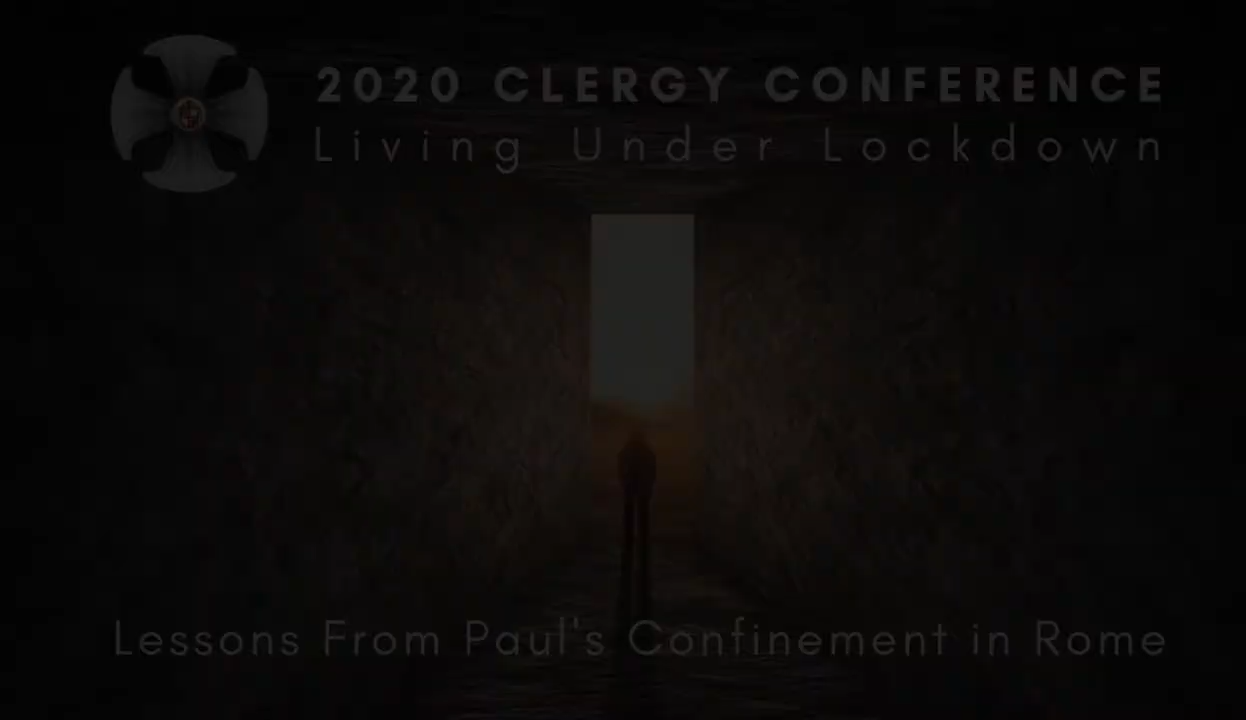 2020 CLERGY CONFERENCE
Living Under Lockdown
Lessons From Paul's Confinement in Rome